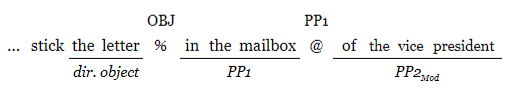 OBJ PP1
... stick the letter % in the mailbox @ of the vice president
dir. object PP1 PP2Mod